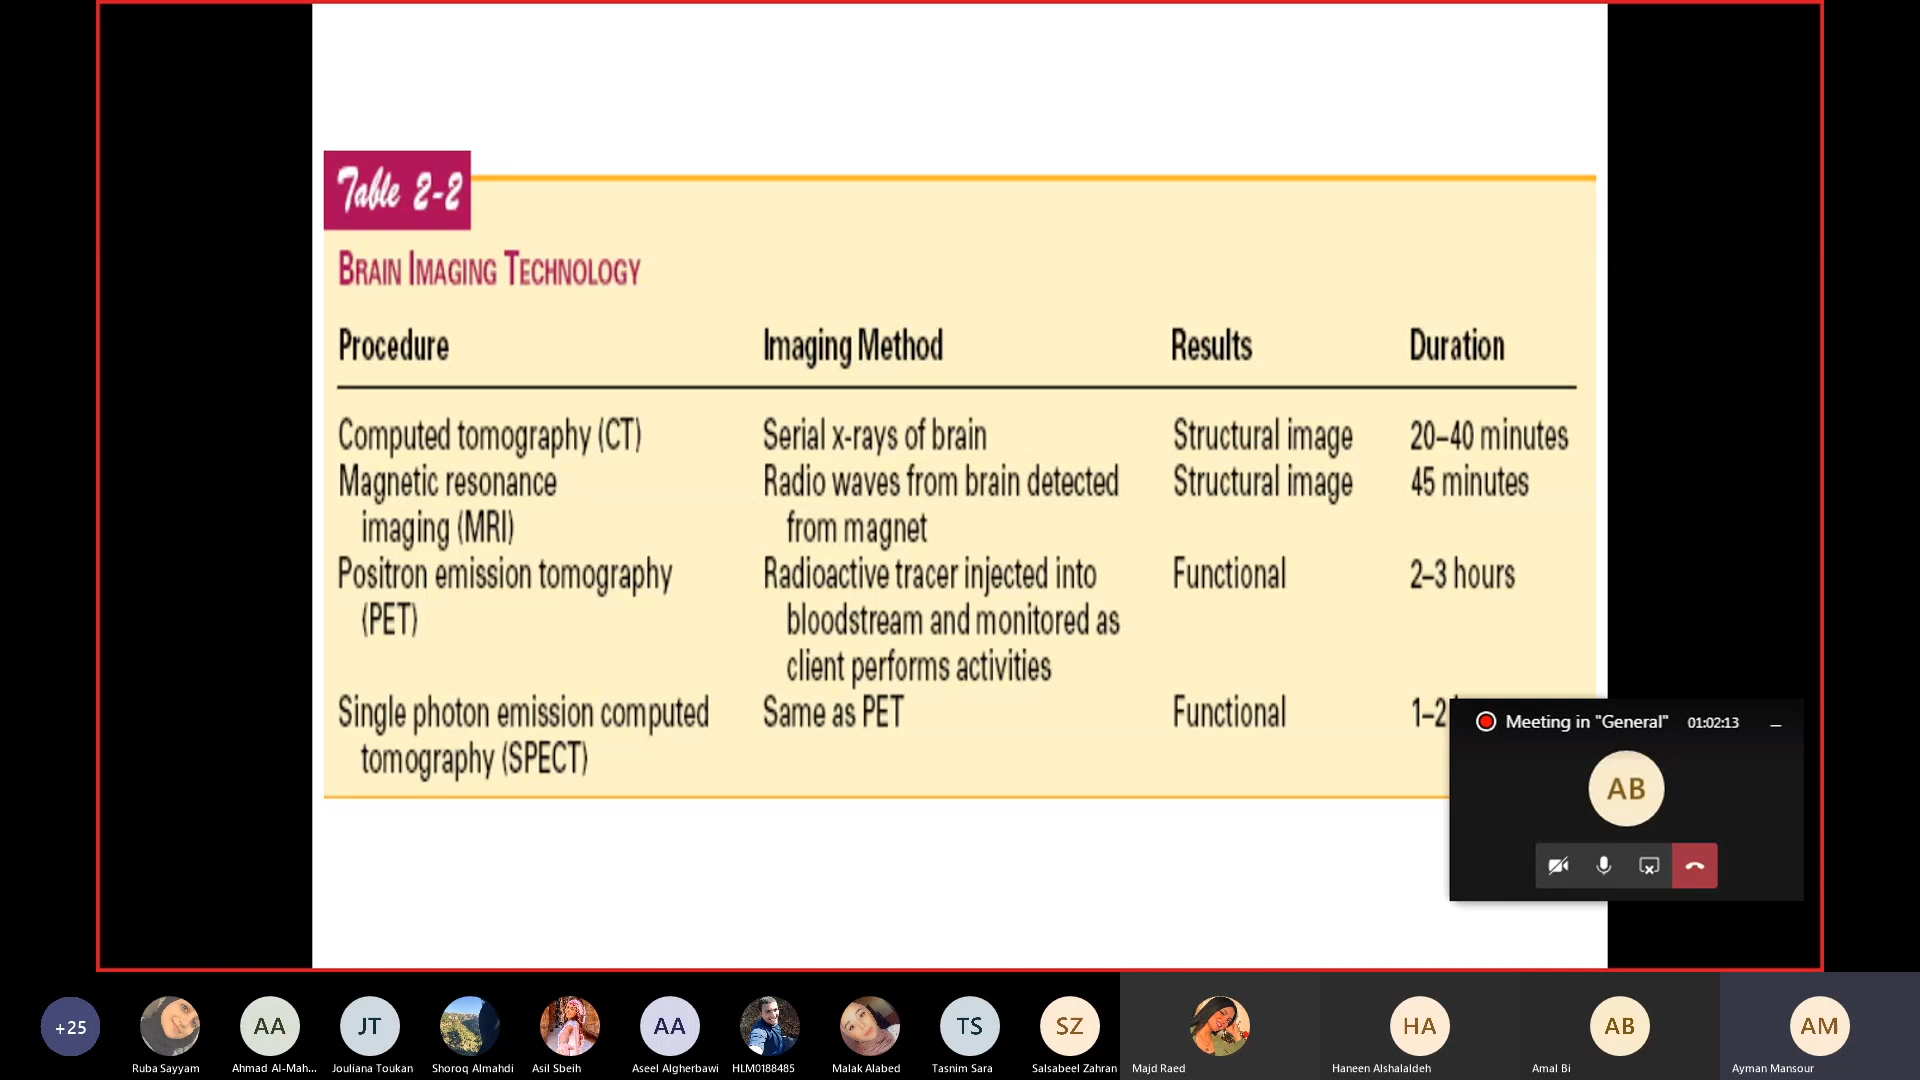 Table 2-2
BRAIN IMAGING TECHNOLOGY
Procedure Imaging Method Results Duration
Computed tomography (CT) Serial x-rays of brain Structural image 20–40 minutes
Magnetic resonance Radio waves from brain detected Structural image 45 minutes
imaging (MRI) from magnet
Positron emission tomography Radioactive tracer injected into Functional 2–3 hours
(PET) bloodstream and monitored as
client performs activities
Single photon emission computed Same as PET Functional 1–2
tomography (SPECT)
Meeting in "General" 01:02:13
AB
+25 AA JT AA TS SZ HA AB AM
Ruba Sayyam Ahmad Al-Mah... Jouliana Toukan Shoroq Almahdi Asil Sbeih Aseel Algherbawi HLM0188485 Malak Alabed Tasnim Sara Salsabeel Zahran Majd Raed Haneen Alshalaldeh Amal Bi Ayman Mansour